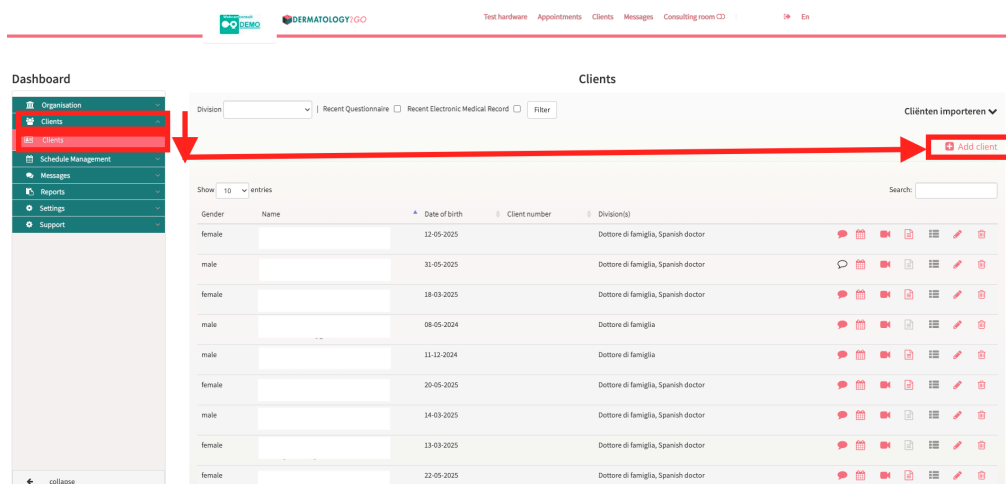 DEMO
DERMATOLOGY2GO
Test hardware Appointments Clients Messages Consulting room En
Dashboard
Clients
Organisation
Clients
Clients
Schedule Management
Messages
Reports
Settings
Support
collapse
Division | Recent Questionnaire Recent Electronic Medical Record Filter
Cliënten importeren
Add client
Show 10 entries
Search:
Gender Name Date of birth Client number Division(s)
female 12-05-2025 Dottore di famiglia, Spanish doctor
male 31-05-2025 Dottore di famiglia, Spanish doctor
female 18-03-2025 Dottore di famiglia, Spanish doctor
male 08-05-2024 Dottore di famiglia
male 11-12-2024 Dottore di famiglia
female 20-05-2025 Dottore di famiglia, Spanish doctor
male 14-03-2025 Dottore di famiglia, Spanish doctor
female 13-03-2025 Dottore di famiglia, Spanish doctor
female 22-05-2025 Dottore di famiglia, Spanish doctor